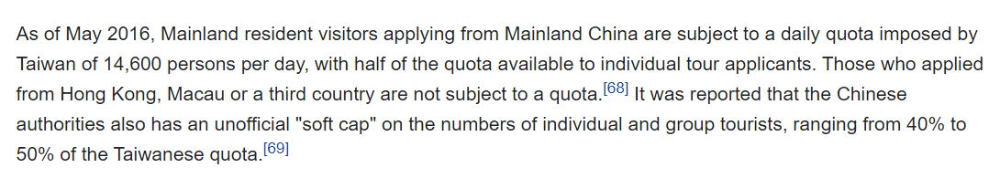 As of May 2016, Mainland resident visitors applying from Mainland China are subject to a daily quota imposed by
Taiwan of 14,600 persons per day, with half of the quota available to individual tour applicants. Those who applied
from Hong Kong, Macau or a third country are not subject to a quota.[68] It was reported that the Chinese
authorities also has an unofficial "soft cap" on the numbers of individual and group tourists, ranging from 40% to
50% of the Taiwanese quota.[69]